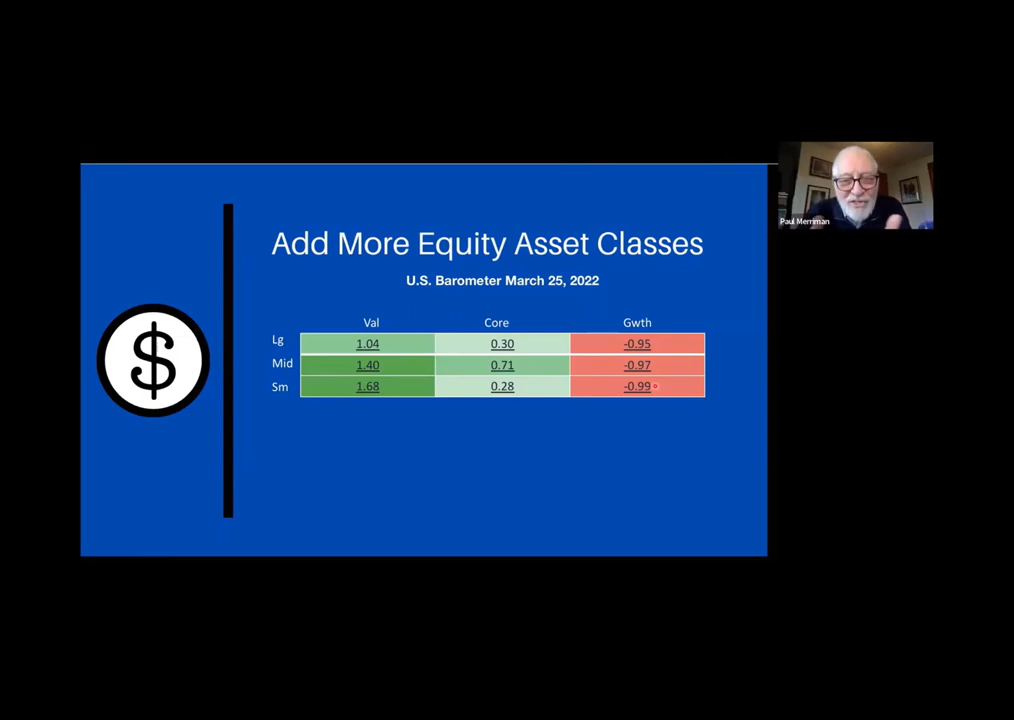 Add More Equity Asset Classes
U.S. Barometer March 25, 2022
Val Core Gwth
Lg 1.04 0.30 -0.95
Mid 1.40 0.71 -0.97
Sm 1.68 0.28 -0.99
$
Paul Merriman